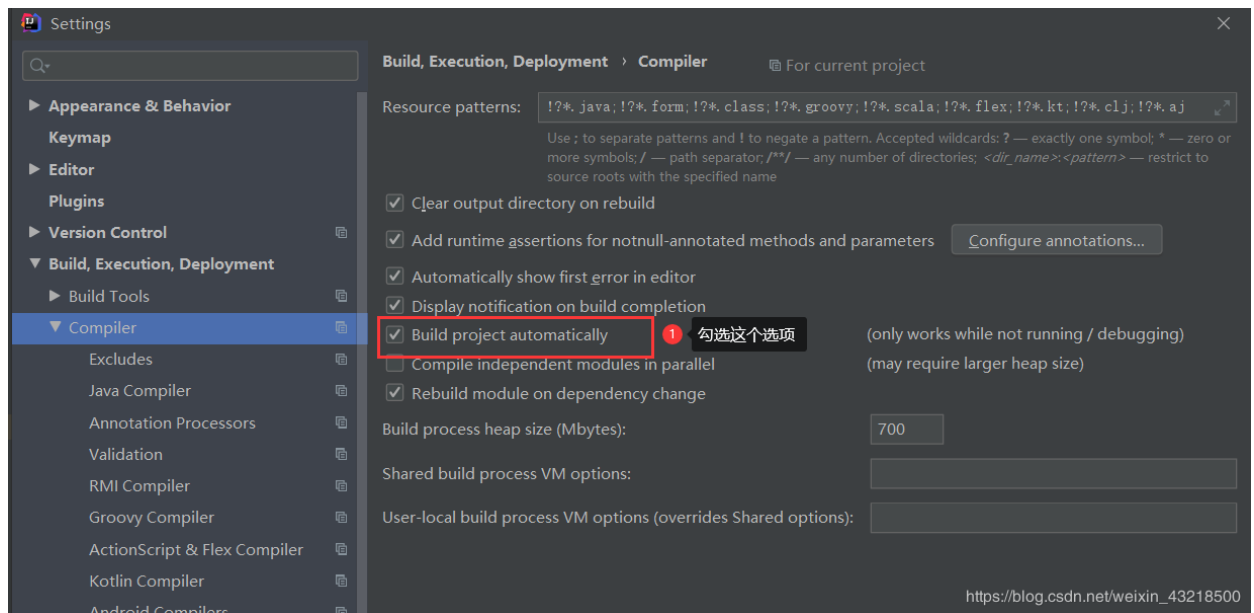 Settings
Build, Execution, Deployment › Compiler
For current project
Appearance & Behavior
Keymap
Editor
Plugins
Version Control
Build, Execution, Deployment
Build Tools
Compiler
Excludes
Java Compiler
Annotation Processors
Validation
RMI Compiler
Groovy Compiler
ActionScript & Flex Compiler
Kotlin Compiler
Android Compilers
Resource patterns: !?*.java;!?*.form;!?*.class;!?*.groovy;!?*.scala;!?*.flex;!?*.kt;!?*.clj;!?*.aj
Use ; to separate patterns and ! to negate a pattern. Accepted wildcards: ? — exactly one symbol; * — zero or
more symbols; / — path separator; /**/ — any number of directories; <dir_name>:<pattern> — restrict to
source roots with the specified name
Clear output directory on rebuild
Add runtime assertions for notnull-annotated methods and parameters Configure annotations...
Automatically show first error in editor
Display notification on build completion
Build project automatically 1 勾选这个选项 (only works while not running / debugging)
Compile independent modules in parallel (may require larger heap size)
Rebuild module on dependency change
Build process heap size (Mbytes): 700
Shared build process VM options:
User-local build process VM options (overrides Shared options):
https://blog.csdn.net/weixin_43218500